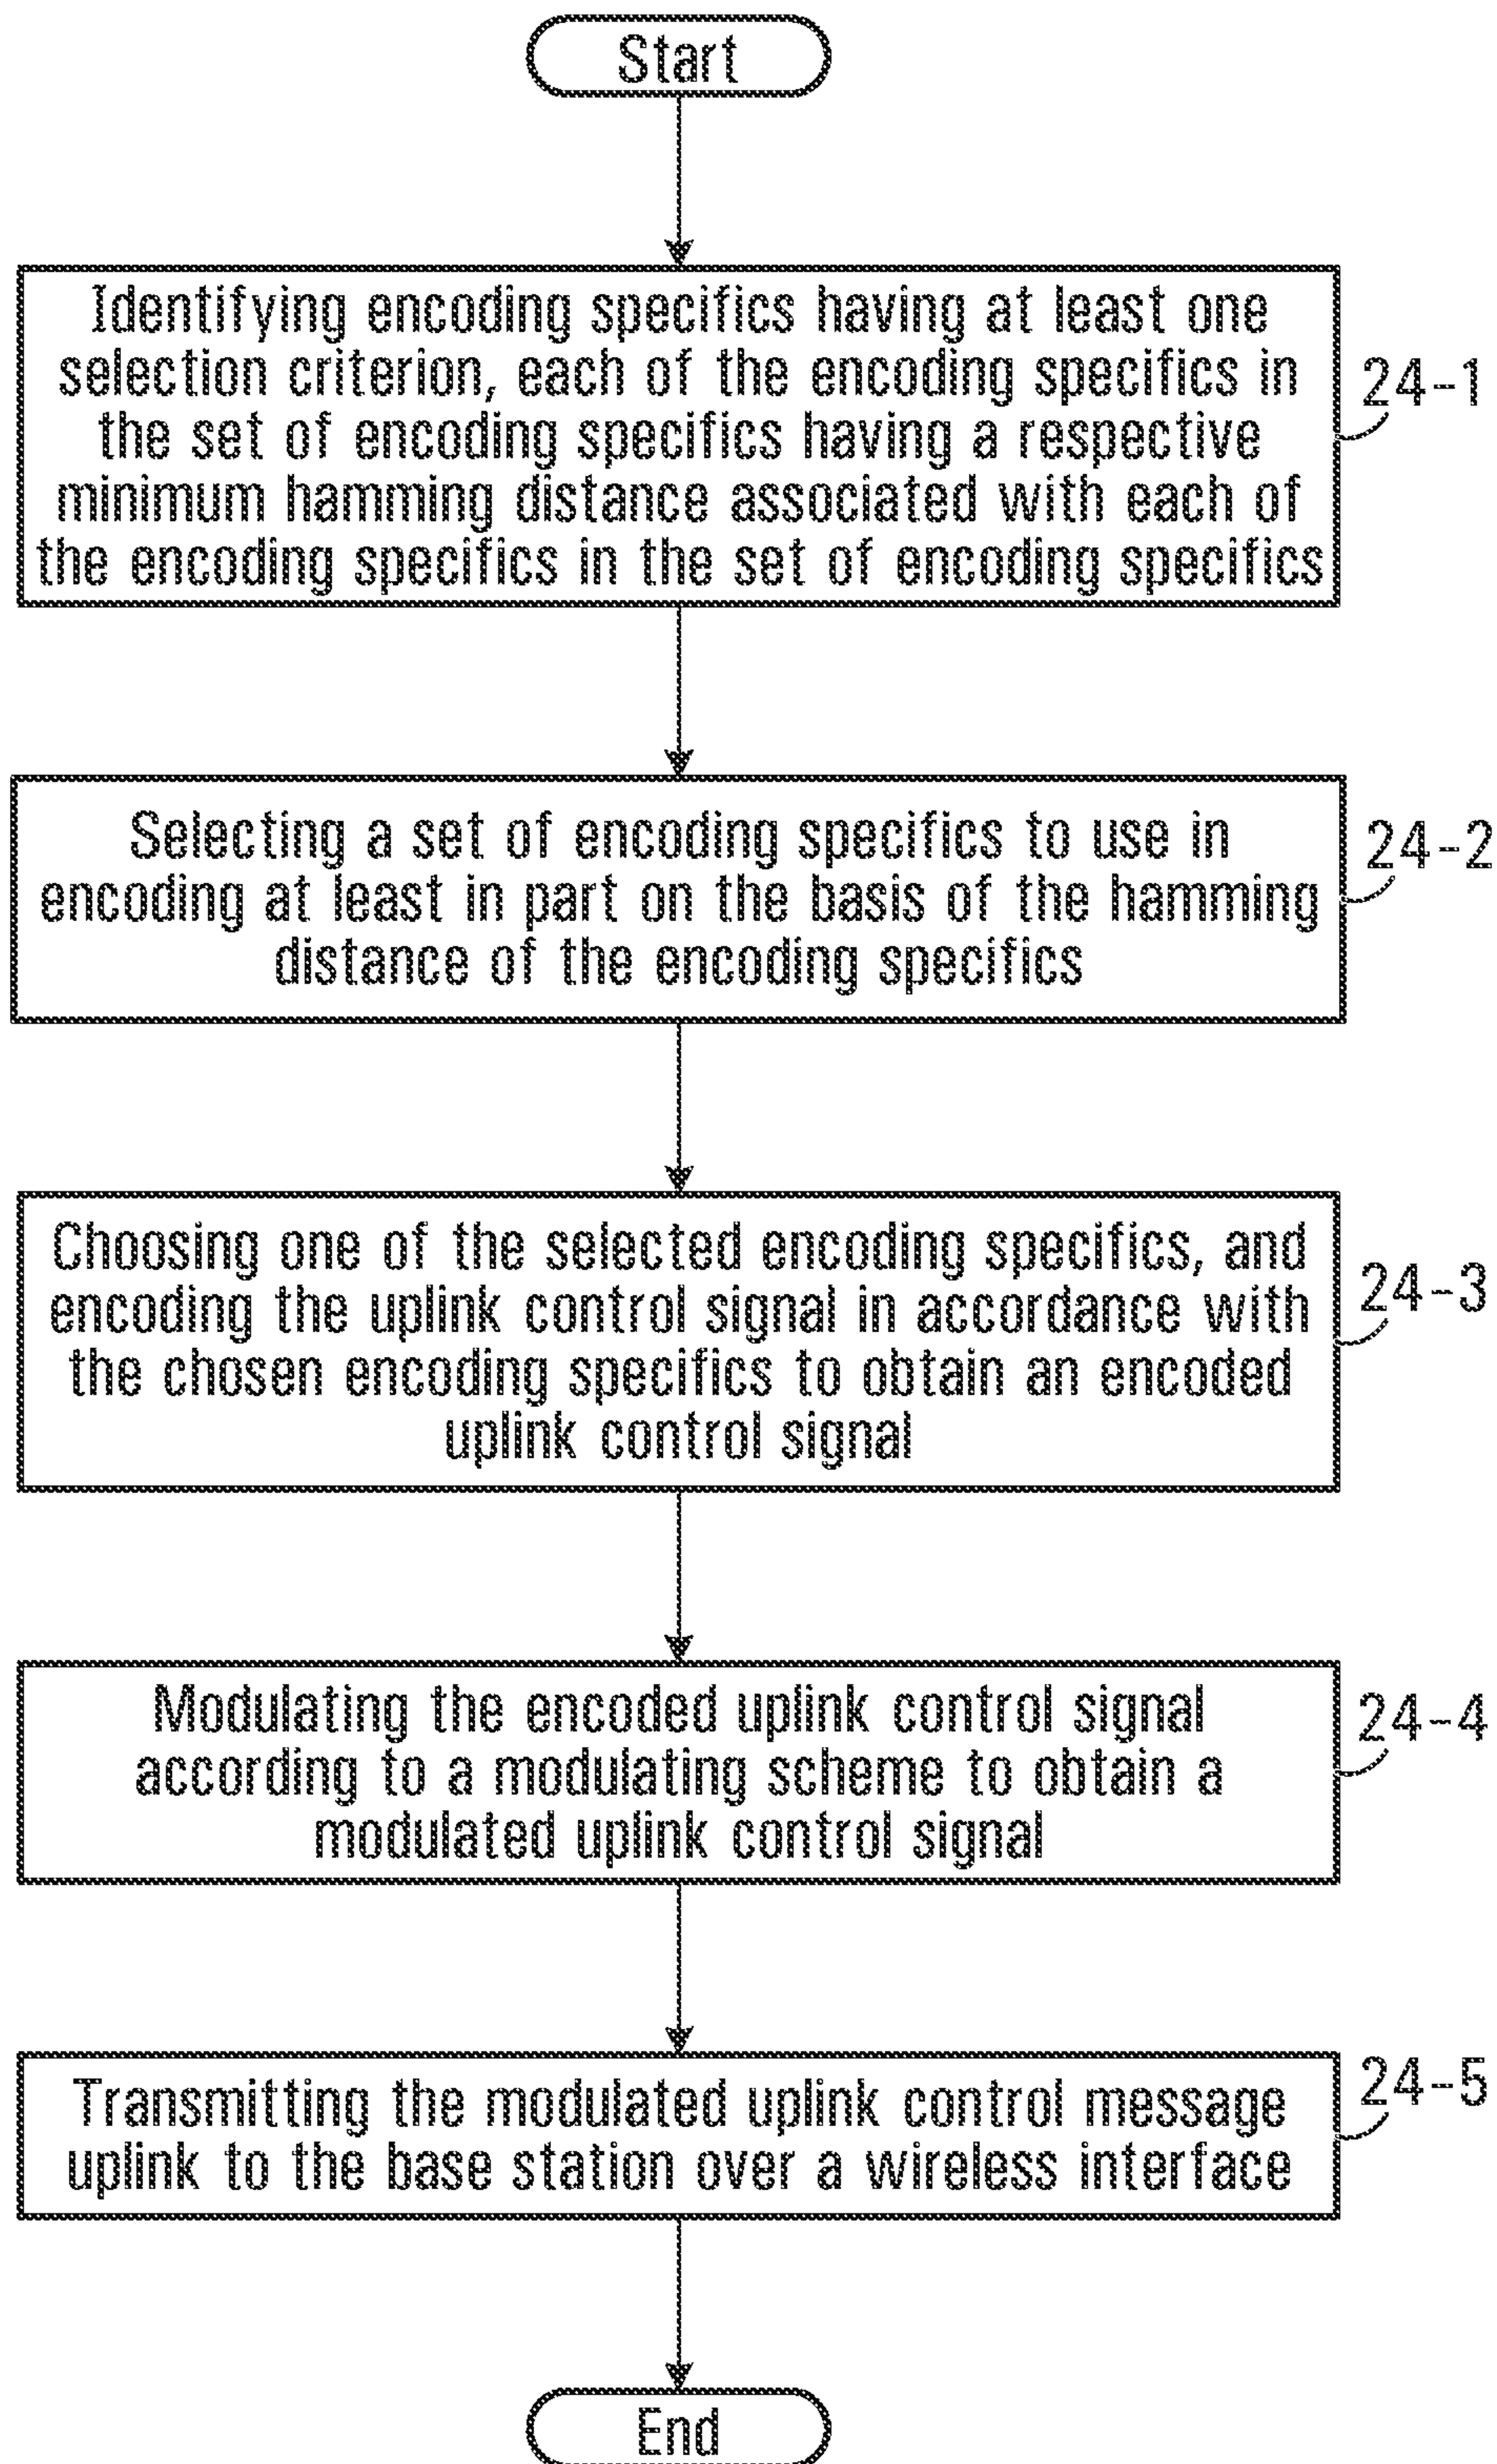 Start
Identifying encoding specifics having at least one
selection criterion, each of the encoding specifics in
the set of encoding specifics having a respective
minimum hamming distance associated with each of
the encoding specifics in the set of encoding specifics
24-1
Selecting a set of encoding specifics to use in
encoding at least in part on the basis of the hamming
distance of the encoding specifics
24-2
Choosing one of the selected encoding specifics, and
encoding the uplink control signal in accordance with
the chosen encoding specifics to obtain an encoded
uplink control signal
24-3
Modulating the encoded uplink control signal
according to a modulating scheme to obtain a
modulated uplink control signal
24-4
Transmitting the modulated uplink control message
uplink to the base station over a wireless interface
24-5
End